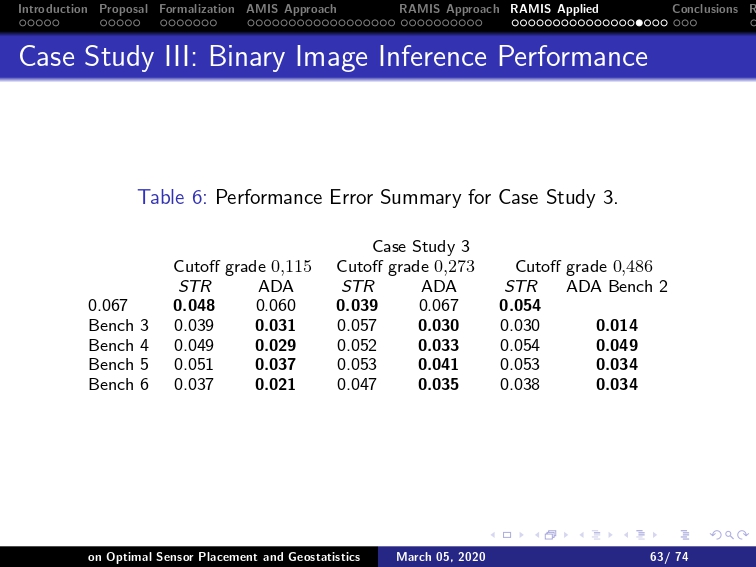 Introduction Proposal Formalization AMIS Approach RAMIS Approach RAMIS Applied Conclusions R
Case Study III: Binary Image Inference Performance
Table 6: Performance Error Summary for Case Study 3.
Case Study 3
Cutoff grade 0,115 Cutoff grade 0,273 Cutoff grade 0,486
STR ADA STR ADA STR ADA Bench 2
0.067 0.048 0.060 0.039 0.067 0.054
Bench 3 0.039 0.031 0.057 0.030 0.030 0.014
Bench 4 0.049 0.029 0.052 0.033 0.054 0.049
Bench 5 0.051 0.037 0.053 0.041 0.053 0.034
Bench 6 0.037 0.021 0.047 0.035 0.038 0.034
on Optimal Sensor Placement and Geostatistics March 05, 2020 63/ 74